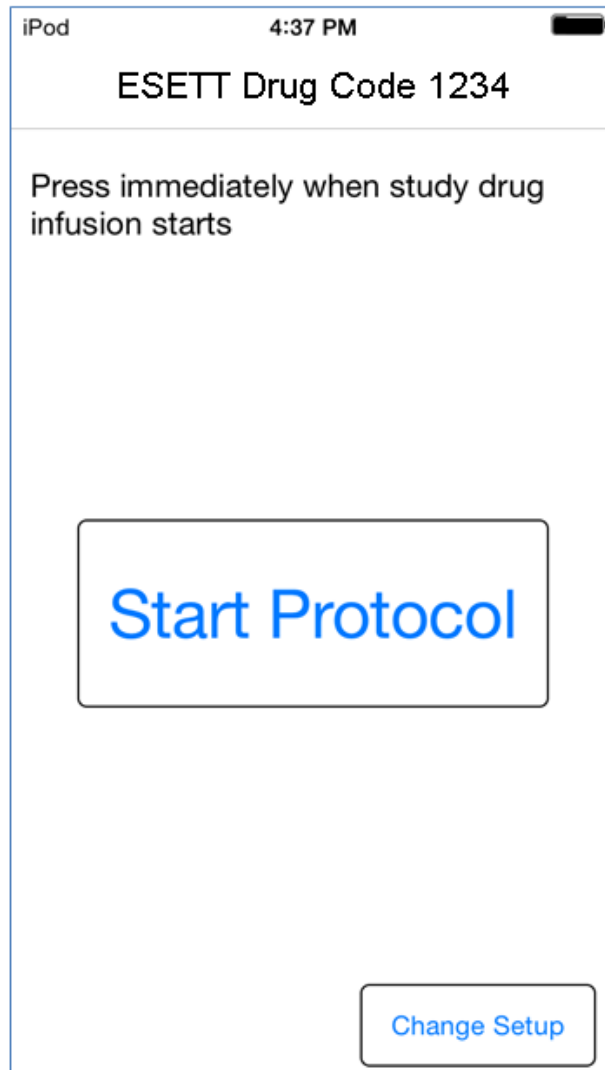 iPod 4:37 PM
ESETT Drug Code 1234
Press immediately when study drug
infusion starts
Start Protocol
Change Setup